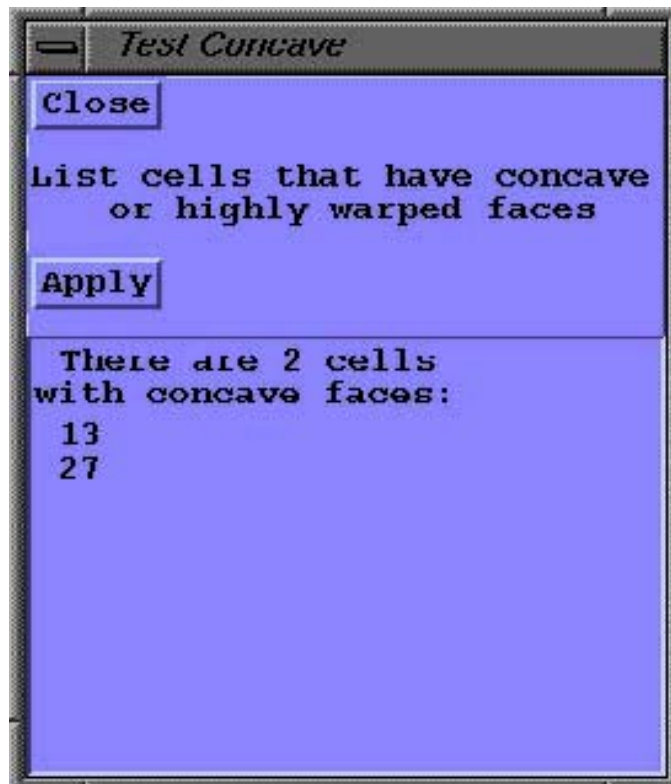 Test Concave
Close
List cells that have concave
or highly warped faces
Apply
There are 2 cells
with concave faces:
13
27